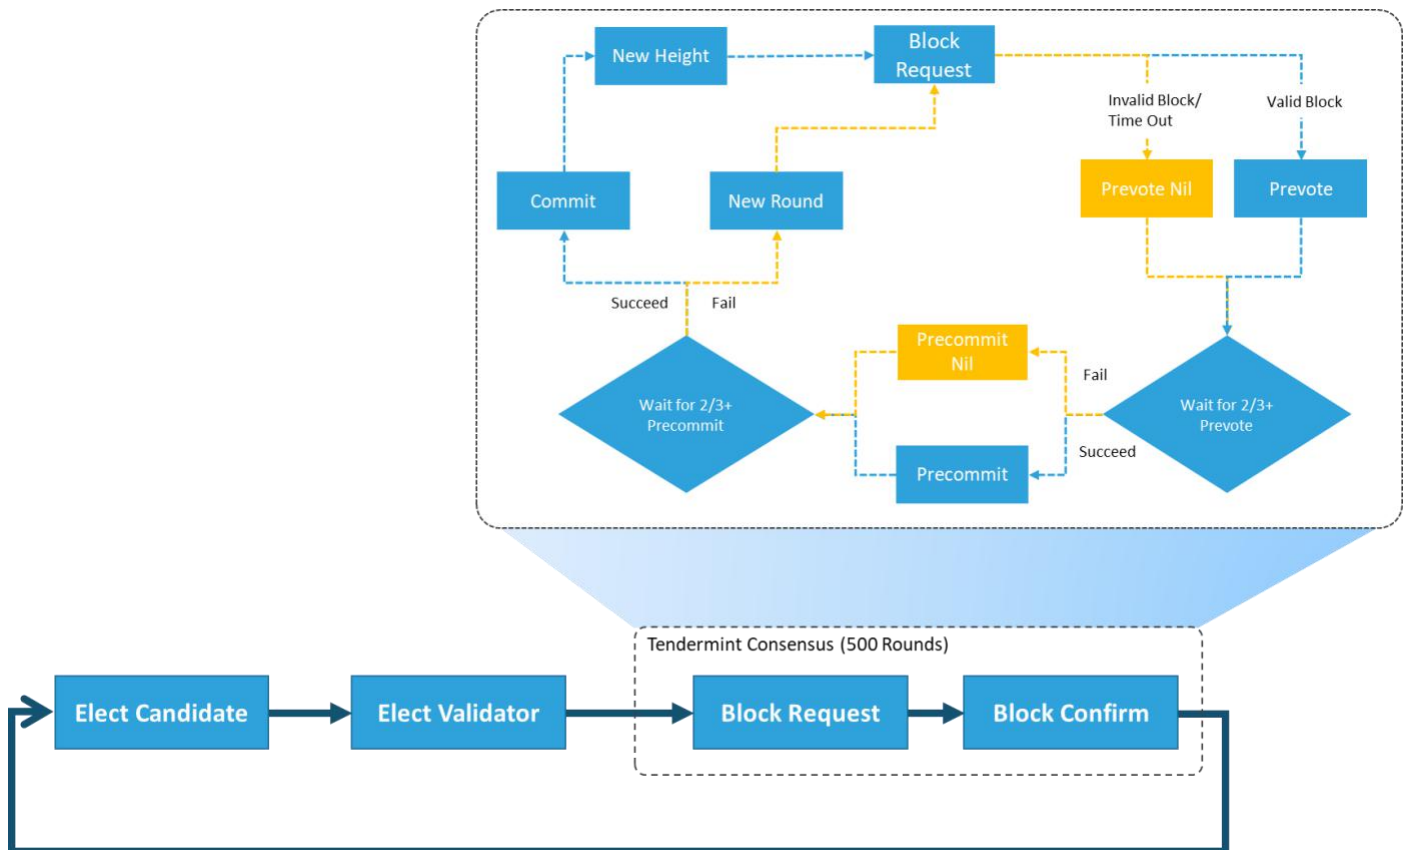 New Height
Block
Request
Invalid Block/
Time Out
Valid Block
Commit
New Round
Prevote Nil
Prevote
Succeed
Fail
Precommit
Nil
Fail
Wait for 2/3+
Precommit
Wait for 2/3+
Prevote
Succeed
Precommit
Tendermint Consensus (500 Rounds)
Elect Candidate
Elect Validator
Block Request
Block Confirm